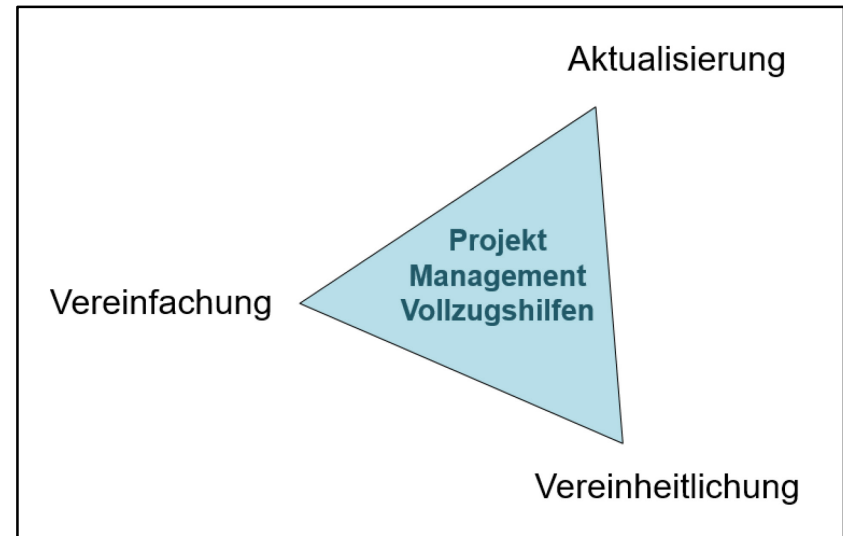 Aktualisierung
Projekt
Management
Vollzugshilfen
Vereinfachung
Vereinheitlichung